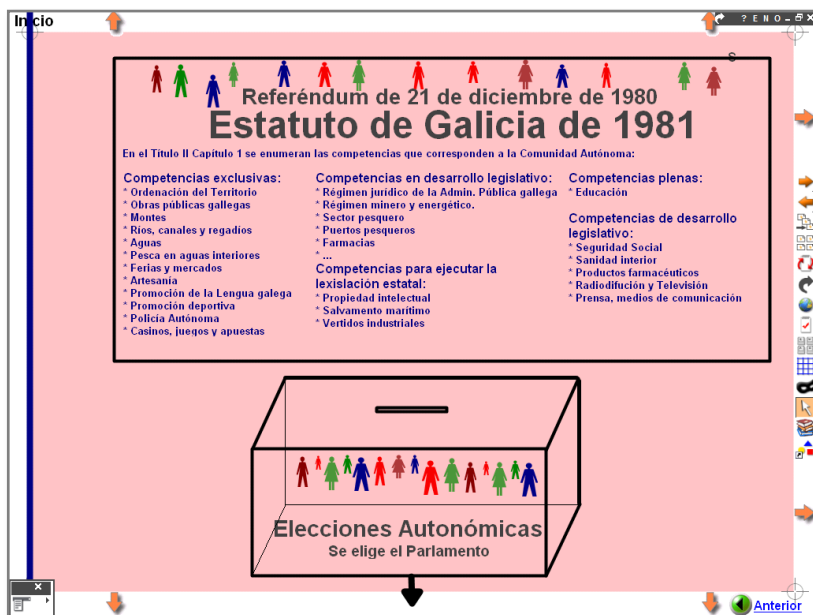 Inicio
? E N O
S
Referéndum de 21 de diciembre de 1980
Estatuto de Galicia de 1981
En el Título II Capítulo 1 se enumeran las competencias que corresponden a la Comunidad Autónoma:
Competencias exclusivas:
* Ordenación del Territorio
* Obras públicas gallegas
* Montes
* Ríos, canales y regadíos
* Aguas
* Pesca en aguas interiores
* Ferias y mercados
* Artesanía
* Promoción de la Lengua galega
* Promoción deportiva
* Policía Autónoma
* Casinos, juegos y apuestas
Competencias en desarrollo legislativo:
* Régimen jurídico de la Admin. Pública gallega
* Régimen minero y energético.
* Sector pesquero
* Puertos pesqueros
* Farmacias
* ...
Competencias para ejecutar la
lexislación estatal:
* Propiedad intelectual
* Salvamento marítimo
* Vertidos industriales
Competencias plenas:
* Educación
Competencias de desarrollo
legislativo:
* Seguridad Social
* Sanidad interior
* Productos farmacéuticos
* Radiodifución y Televisión
* Prensa, medios de comunicación
Elecciones Autonómicas
Se elige el Parlamento
Anterior